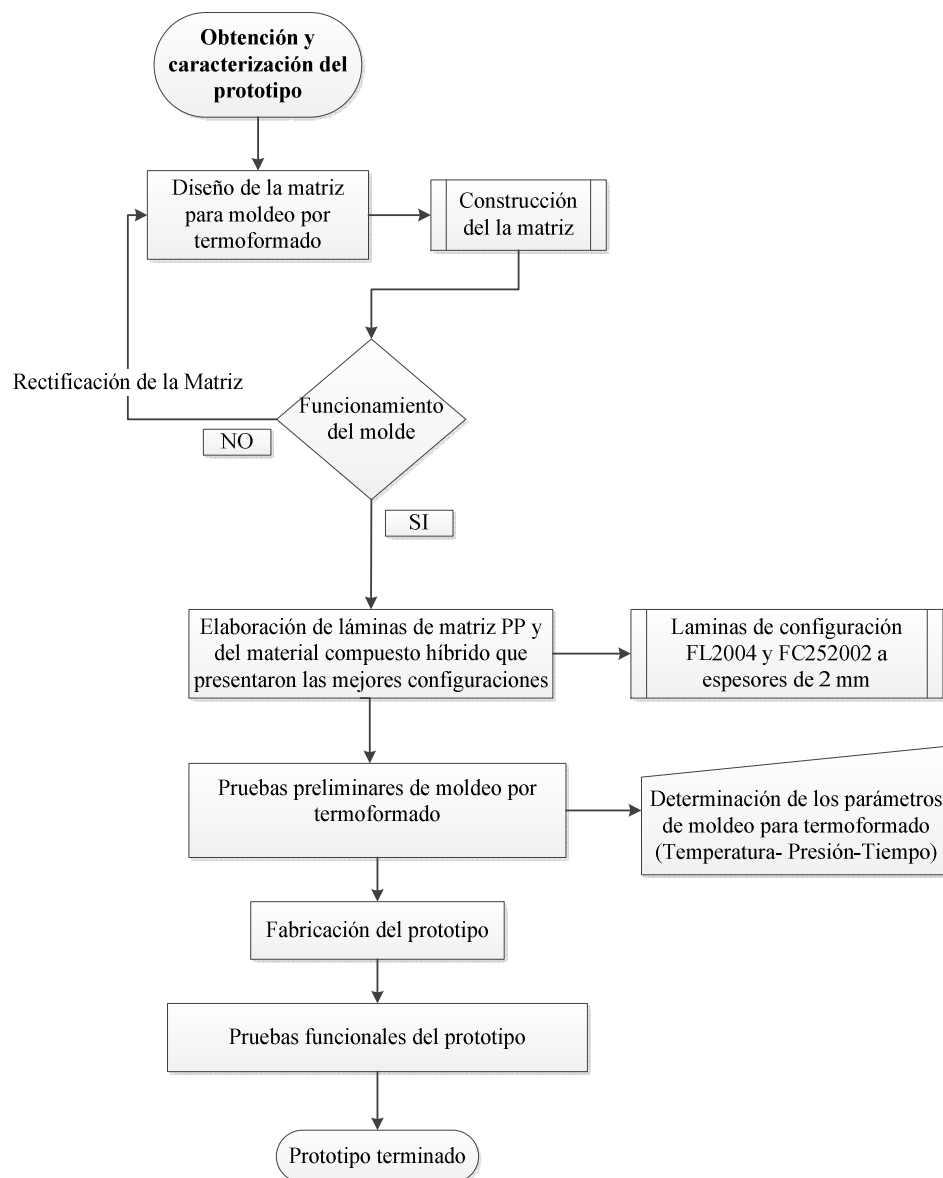 Obtención y
caracterización del
prototipo
Diseño de la matriz
para moldeo por
termoformado
Construcción
del la matriz
Rectificación de la Matriz
Funcionamiento
del molde
NO
SI
Elaboración de láminas de matriz PP y
del material compuesto híbrido que
presentaron las mejores configuraciones
Laminas de configuración
FL2004 y FC252002 a
espesores de 2 mm
Pruebas preliminares de moldeo por
termoformado
Determinación de los parámetros
de moldeo para termoformado
(Temperatura- Presión-Tiempo)
Fabricación del prototipo
Pruebas funcionales del prototipo
Prototipo terminado